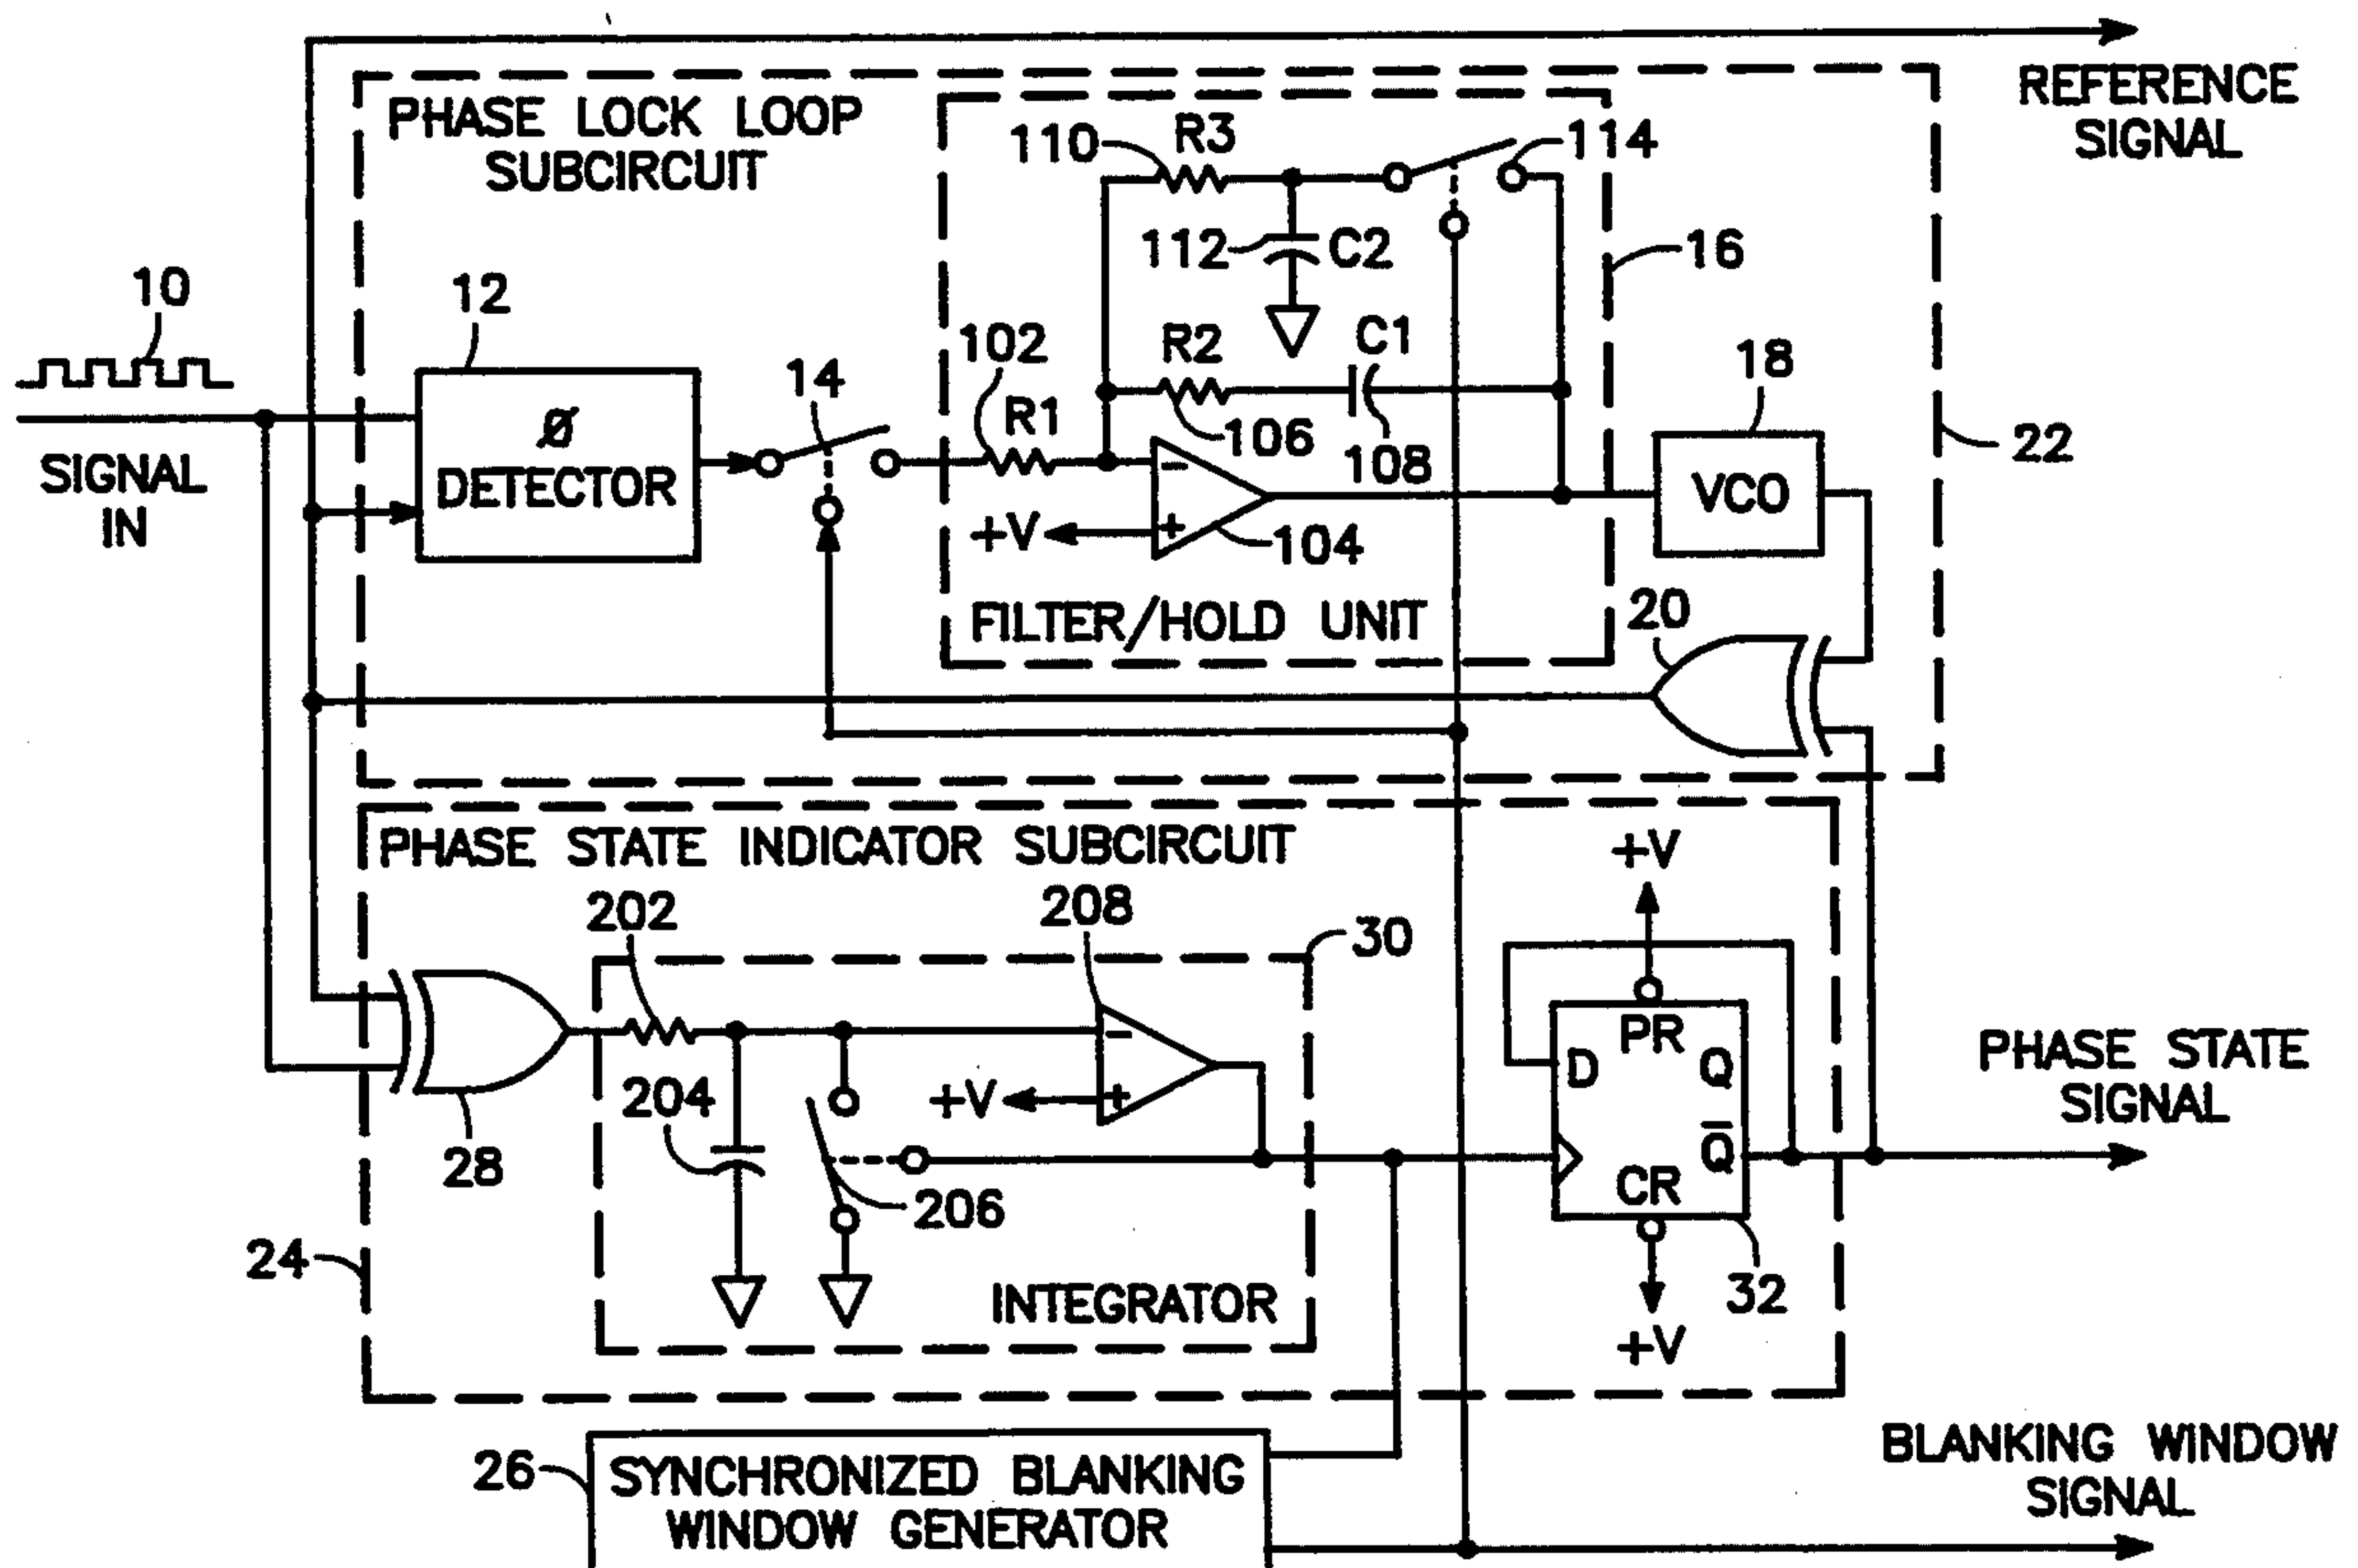 REFERENCE
SIGNAL
PHASE LOCK LOOP
SUBCIRCUIT
110
R3
114
112
C2
16
10
12
14
102
R1
R2
C1
106
108
18
22
SIGNAL
IN
Ø
DETECTOR
−
+V
+
104
VCO
FILTER/HOLD UNIT
20
PHASE STATE INDICATOR SUBCIRCUIT
202
208
30
+V
204
+V
−
+
28
206
PR
D
Q
Q̅
CR
PHASE STATE
SIGNAL
24
INTEGRATOR
32
+V
26
SYNCHRONIZED BLANKING
WINDOW GENERATOR
BLANKING WINDOW
SIGNAL